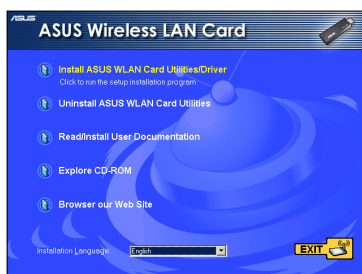 ASUS
ASUS Wireless LAN Card
Install ASUS WLAN Card Utilities/Driver
Click to run the setup installation program
Uninstall ASUS WLAN Card Utilities
Read/Install User Documentation
Explore CD-ROM
Browser our Web Site
Installation Language: English
EXIT